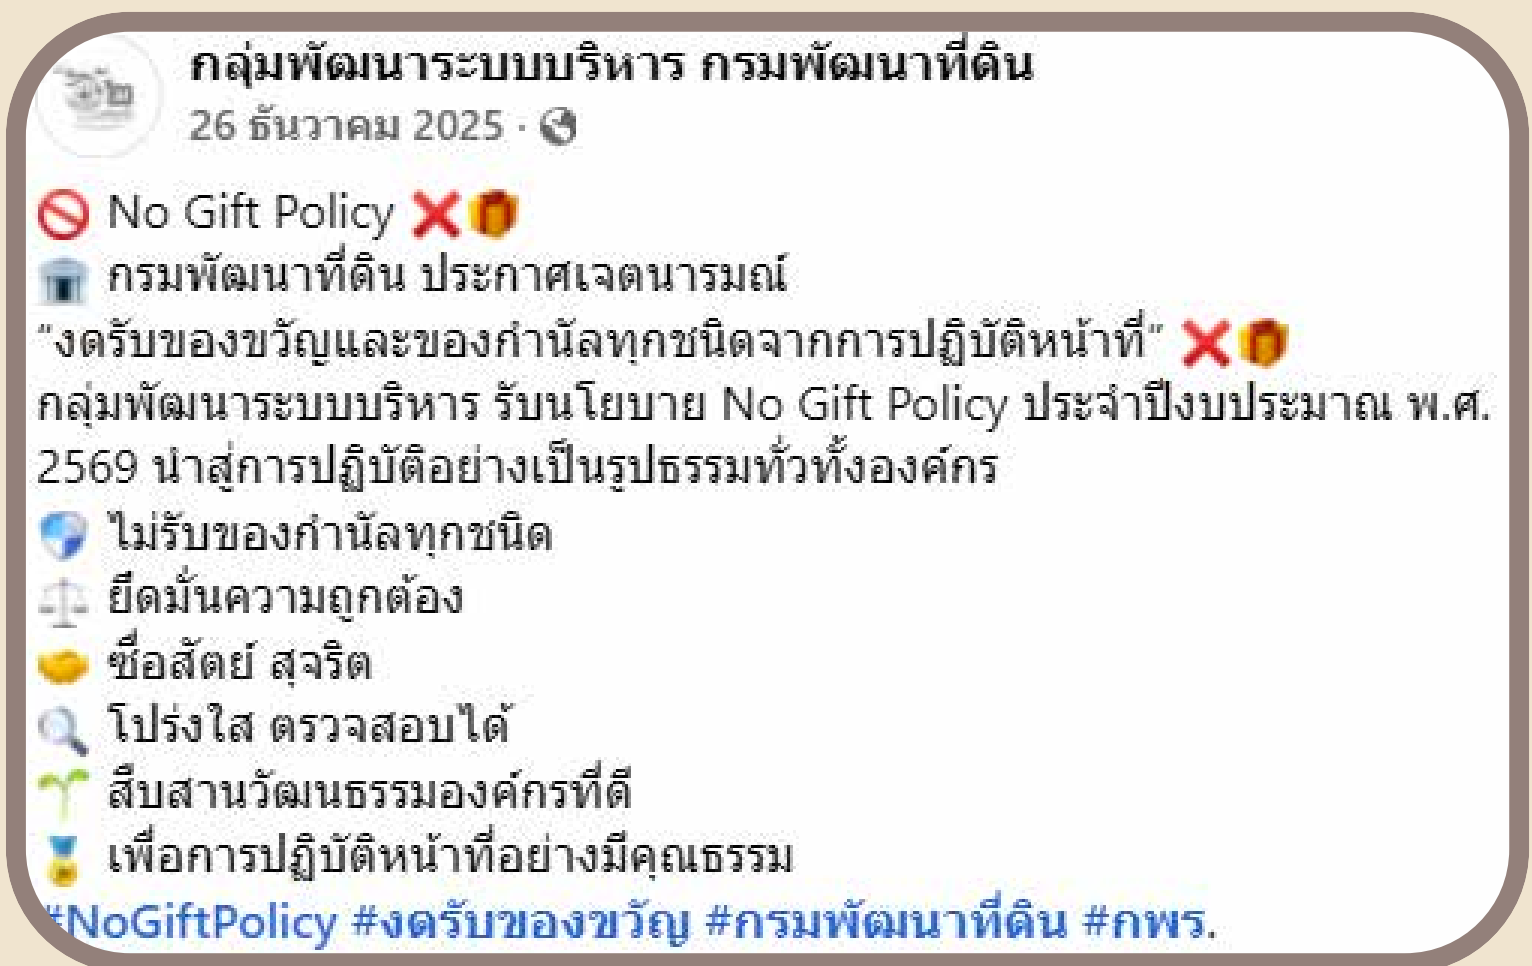 กลุ่มพัฒนาระบบบริหาร กรมพัฒนาที่ดิน
26 ธันวาคม 2025 ·
🚫 No Gift Policy ❌🎁
🏛️ กรมพัฒนาที่ดิน ประกาศเจตนารมณ์
“งดรับของขวัญและของกำนัลทุกชนิดจากการปฏิบัติหน้าที่” ❌🎁
กลุ่มพัฒนาระบบบริหาร รับนโยบาย No Gift Policy ประจำปีงบประมาณ พ.ศ.
2569 นำสู่การปฏิบัติอย่างเป็นรูปธรรมทั่วทั้งองค์กร
🛡️ ไม่รับของกำนัลทุกชนิด
⚖️ ยึดมั่นความถูกต้อง
🤝 ซื่อสัตย์ สุจริต
🔍 โปร่งใส ตรวจสอบได้
🌱 สืบสานวัฒนธรรมองค์กรที่ดี
🏅 เพื่อการปฏิบัติหน้าที่อย่างมีคุณธรรม
#NoGiftPolicy #งดรับของขวัญ #กรมพัฒนาที่ดิน #กพร.